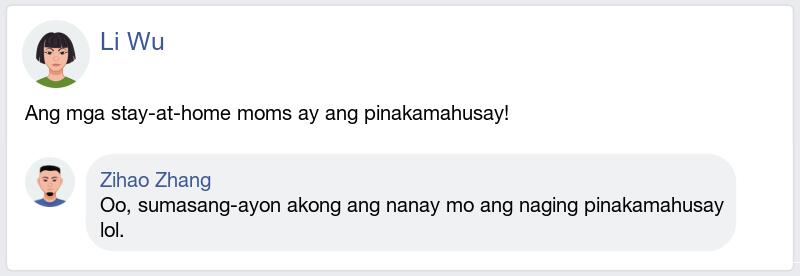 Li Wu
Ang mga stay-at-home moms ay ang pinakamahusay!
Zihao Zhang
Oo, sumasang-ayon akong ang nanay mo ang naging pinakamahusay
lol.